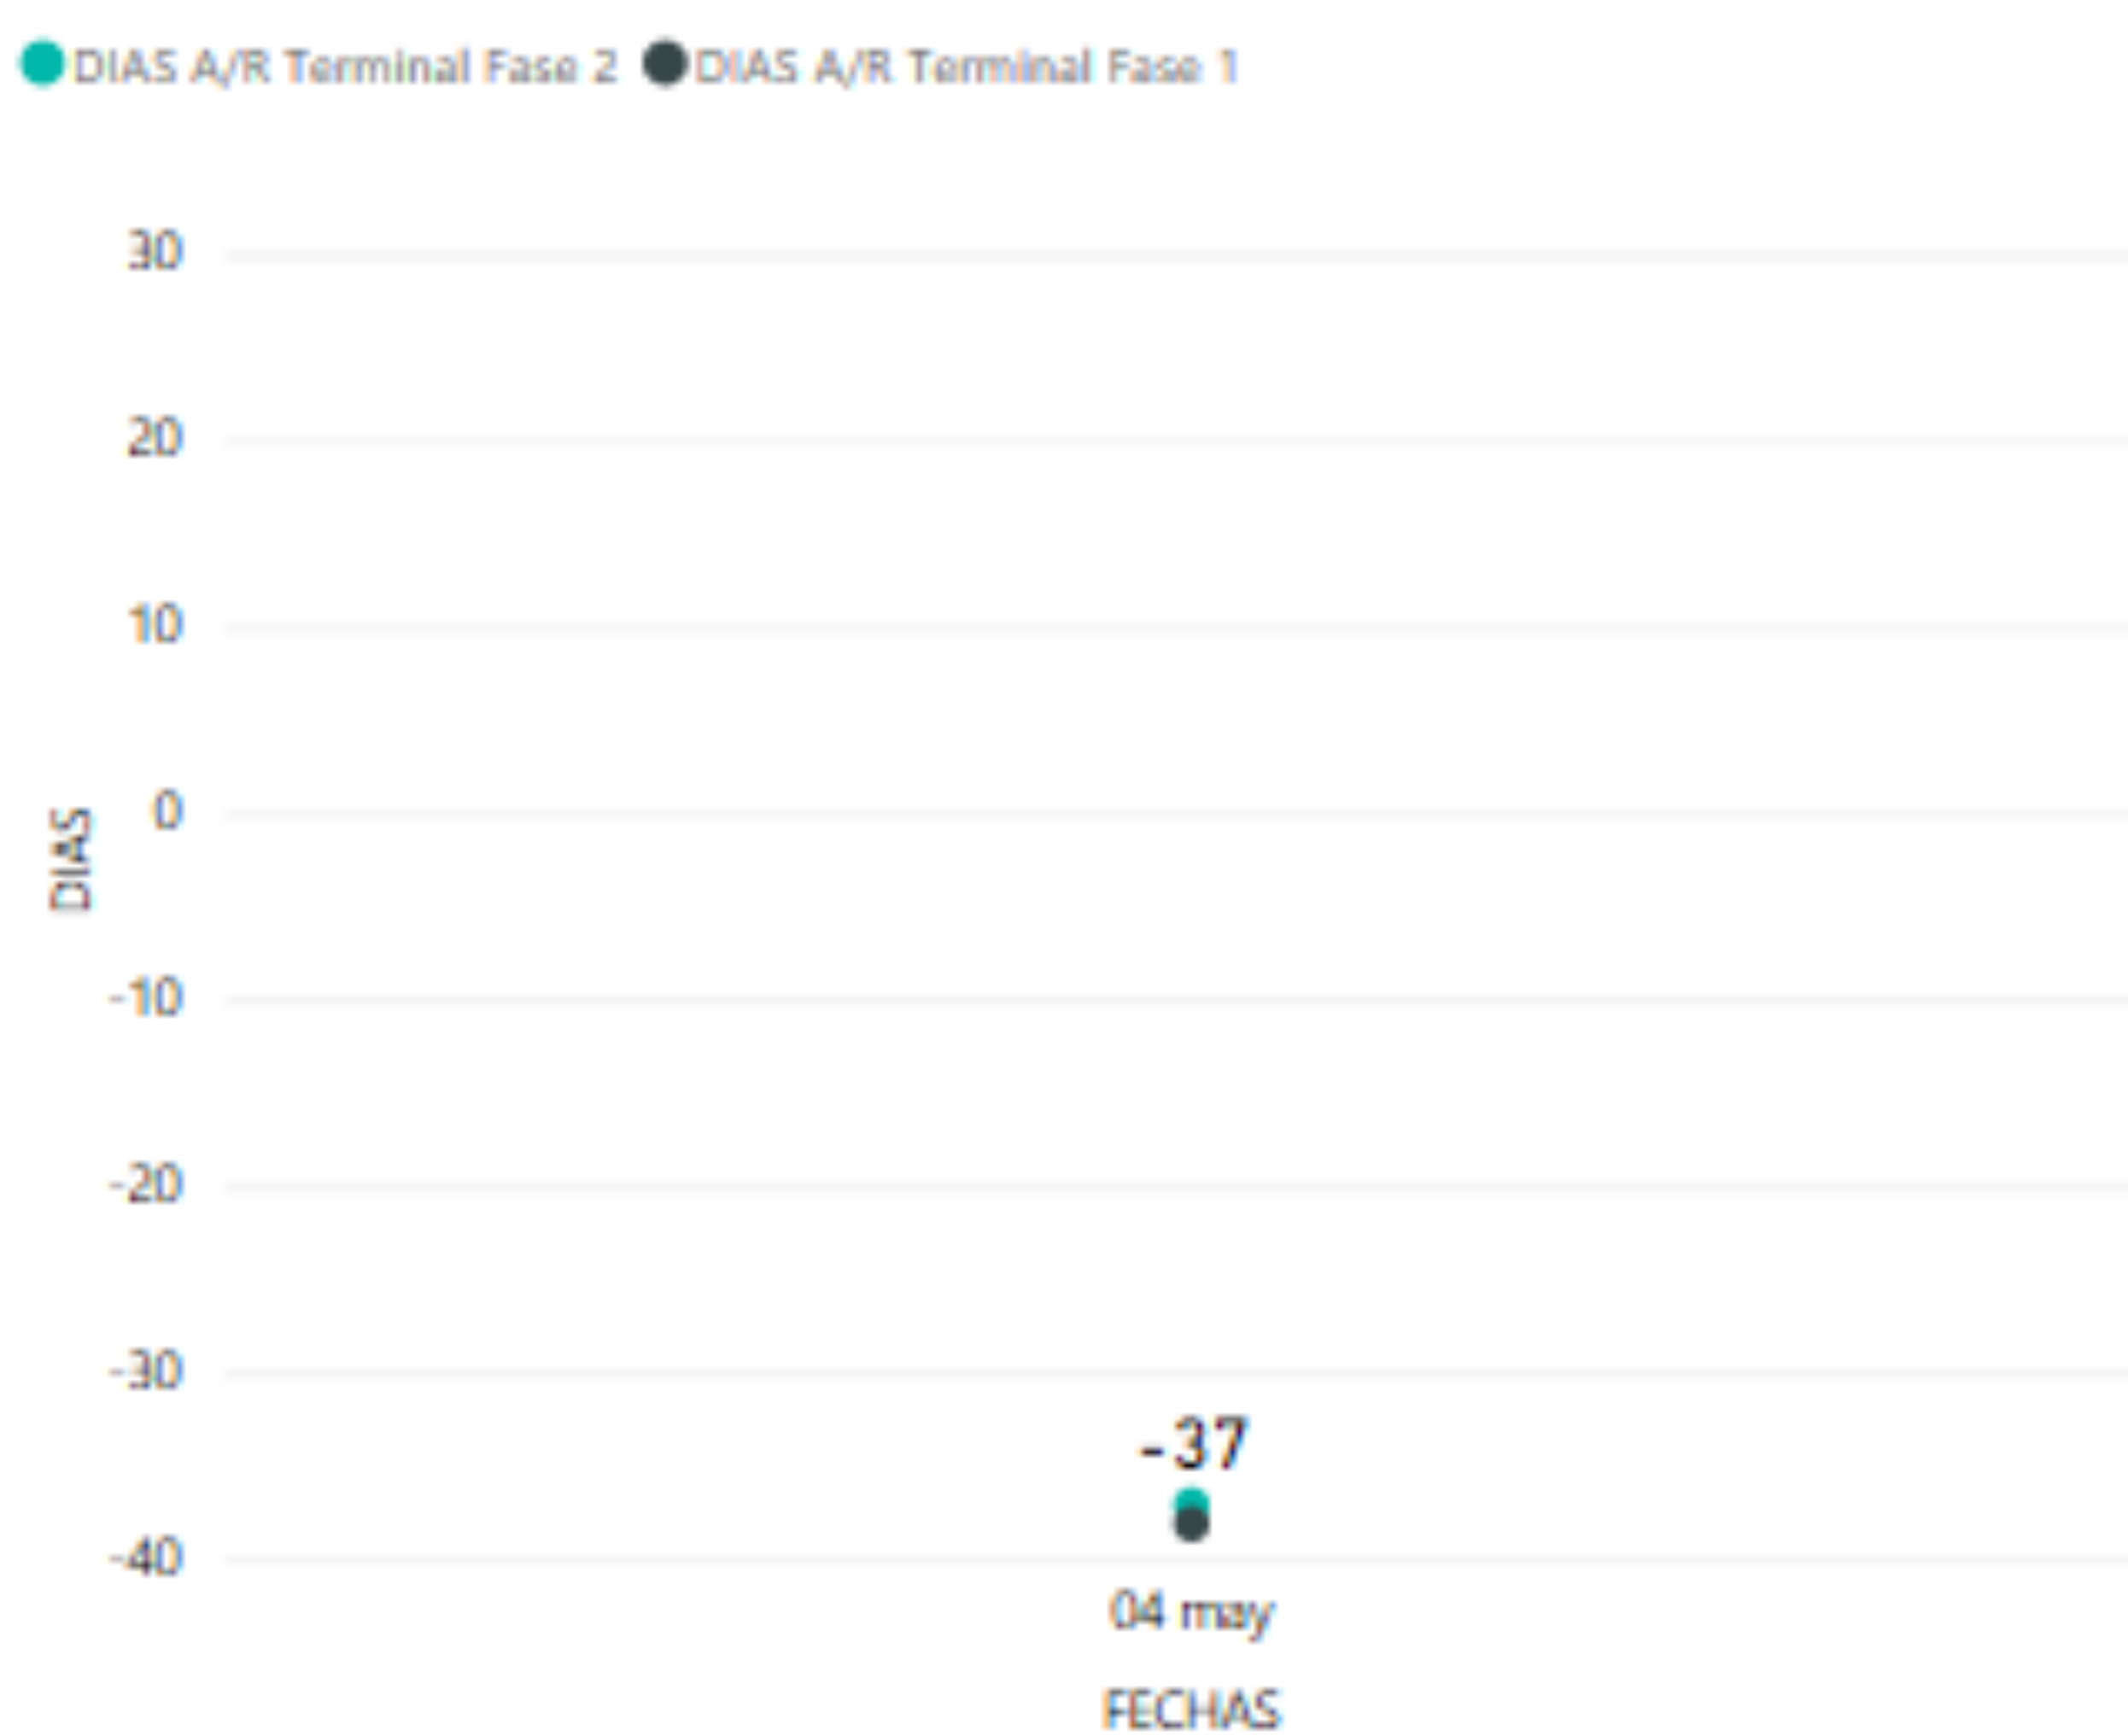 DIAS A/R Terminal Fase 2 DIAS A/R Terminal Fase 1
30
20
10
0
DIAS
-10
-20
-30
-37
-40
04 may
FECHAS